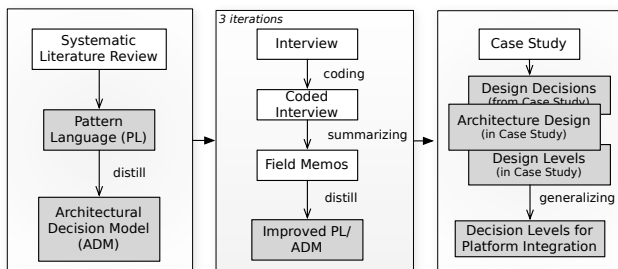 Systematic
Literature Review
Pattern
Language (PL)
distill
Architectural
Decision Model
(ADM)
3 iterations
Interview
coding
Coded
Interview
summarizing
Field Memos
distill
Improved PL/
ADM
Case Study
Design Decisions
(from Case Study)
Architecture Design
(in Case Study)
Design Levels
(in Case Study)
generalizing
Decision Levels for
Platform Integration